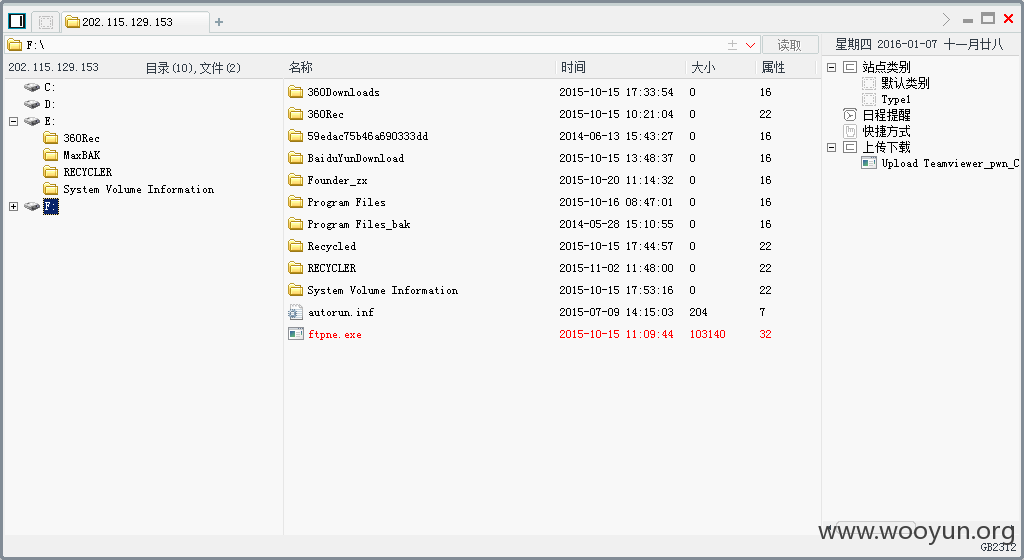 202.115.129.153
F:\
读取
星期四 2016-01-07 十一月廿八
202.115.129.153 目录(10),文件(2)
名称 时间 大小 属性
C:
D:
E:
360Rec
MaxBAK
RECYCLER
System Volume Information
F:
360Downloads 2015-10-15 17:33:54 0 16
360Rec 2015-10-15 10:21:04 0 22
59edac75b46a690333dd 2014-06-13 15:43:27 0 16
BaiduYunDownload 2015-10-15 13:48:37 0 16
Founder_zx 2015-10-20 11:14:32 0 16
Program Files 2015-10-16 08:47:01 0 16
Program Files_bak 2014-05-28 15:10:55 0 16
Recycled 2015-10-15 17:44:57 0 22
RECYCLER 2015-11-02 11:48:00 0 22
System Volume Information 2015-10-15 17:53:16 0 22
autorun.inf 2015-07-09 14:15:03 204 7
ftpne.exe 2015-10-15 11:09:44 103140 32
站点类别
默认类别
Type1
日程提醒
快捷方式
上传下载
Upload Teamviewer_pwn_C
www.wooyun.org
GB2312